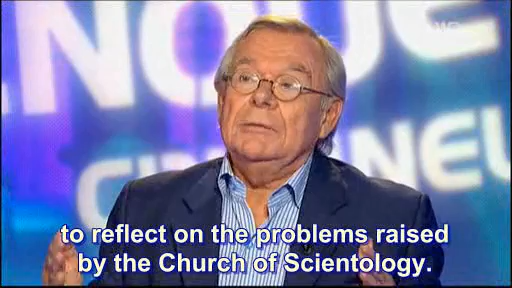 to reflect on the problems raised
by the Church of Scientology.